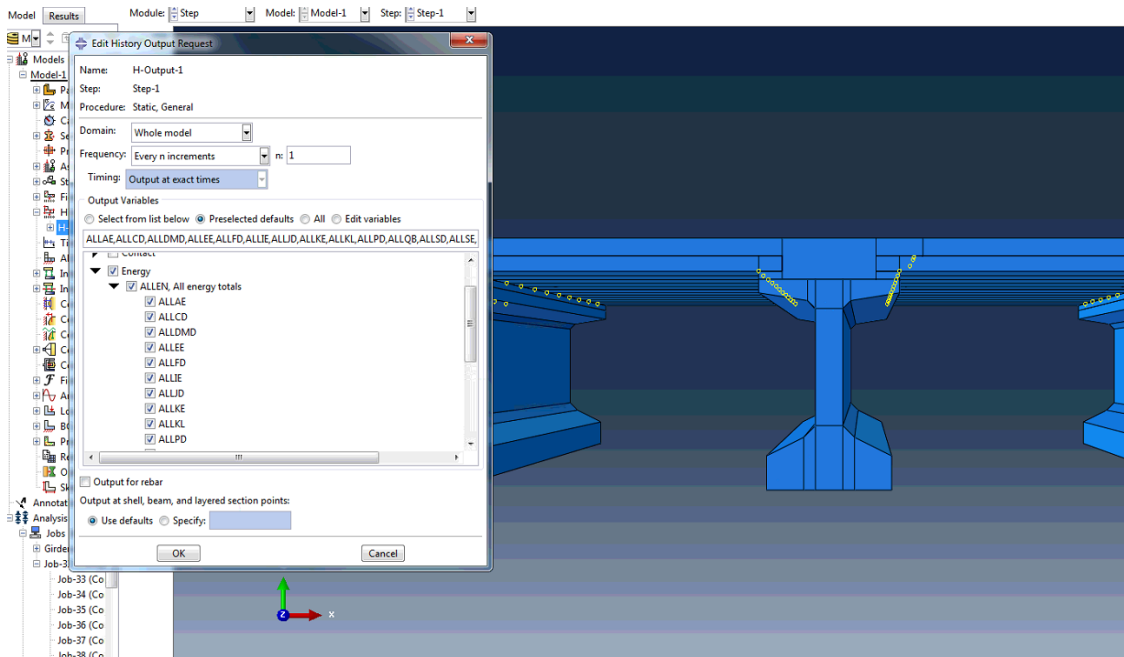 Model Results Module: Step Model: Model-1 Step: Step-1
M
Edit History Output Request
Models
Model-1
Name: H-Output-1
Step: Step-1
Procedure: Static, General
Domain: Whole model
Frequency: Every n increments n: 1
Timing: Output at exact times
Output Variables
Select from list below Preselected defaults All Edit variables
ALLAE,ALLCD,ALLDMD,ALLEE,ALLFD,ALLIE,ALLJD,ALLKE,ALLKL,ALLPD,ALLQB,ALLSD,ALLSE,
Contact
Energy
ALLEN, All energy totals
ALLAE
ALLCD
ALLDMD
ALLEE
ALLFD
ALLIE
ALLJD
ALLKE
ALLKL
ALLPD
Output for rebar
Output at shell, beam, and layered section points:
Use defaults Specify:
OK Cancel
Annotat
Analysis
Jobs
Girder
Job-3
Job-33 (Co
Job-34 (Co
Job-35 (Co
Job-36 (Co
Job-37 (Co
Job-38 (Co
Z X